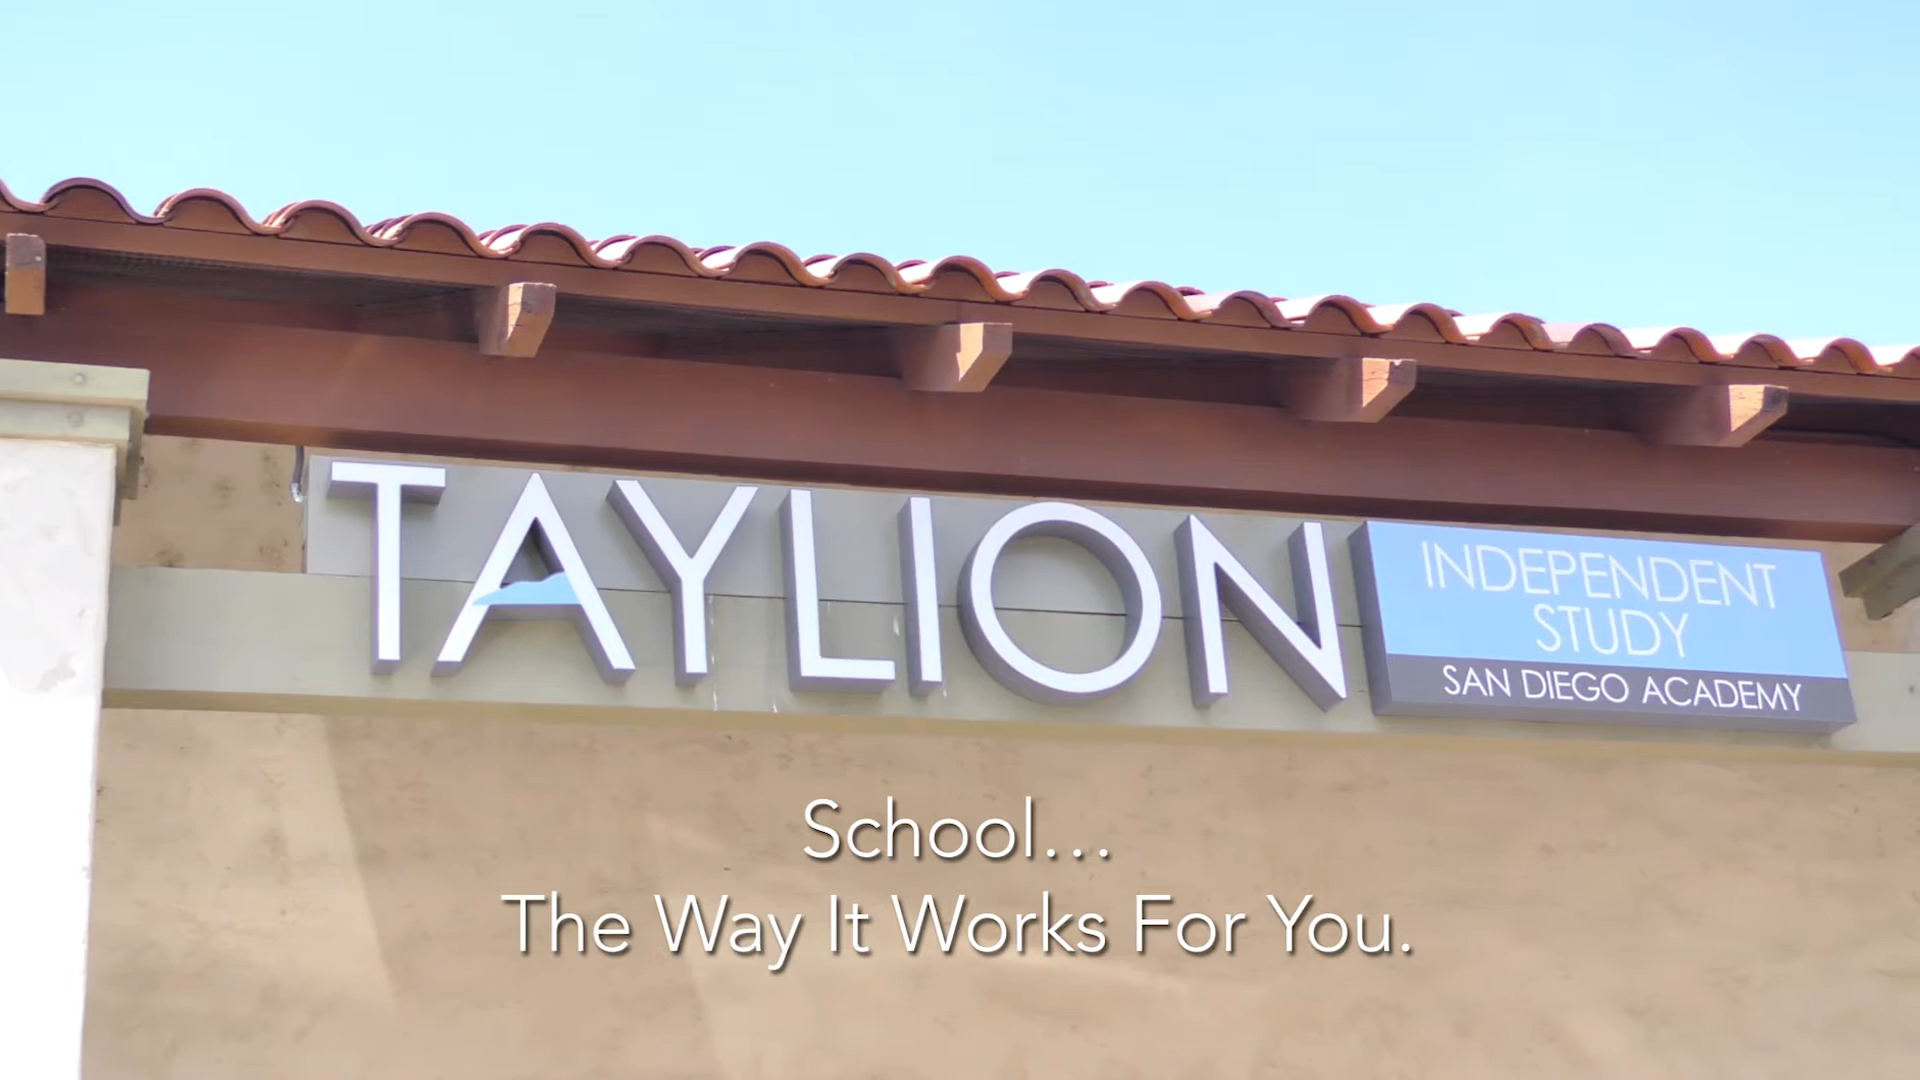 TAYLION
INDEPENDENT
STUDY
SAN DIEGO ACADEMY
School...
The Way It Works For You.